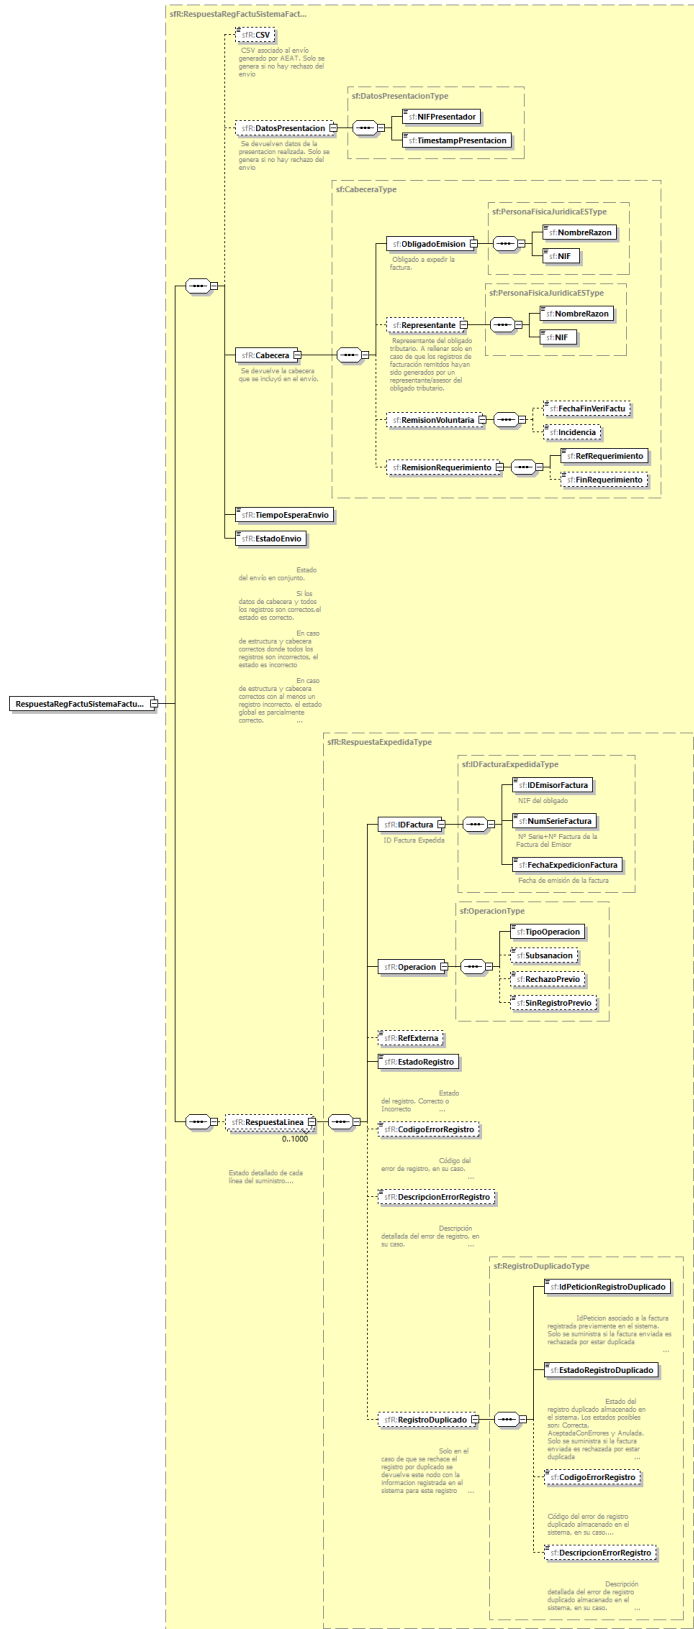 sfR:RespuestaRegFactuSistemaFact...
sfR:CSV
CSV asociado al envío
generado por AEAT. Solo se
genera si no hay rechazo del
envio
sf:DatosPresentacionType
sfR:DatosPresentacion
sf:NIFPresentador
sf:TimestampPresentacion
Se devuelven datos de la
presentacion realizada. Solo se
genera si no hay rechazo del
envio
sf:CabeceraType
sf:PersonaFisicaJuridicaESType
sf:ObligadoEmision
sf:NombreRazon
sf:NIF
Obligado a expedir la
factura.
sf:PersonaFisicaJuridicaESType
sf:Representante
sf:NombreRazon
sf:NIF
Representante del obligado
tributario. A rellenar solo en
caso de que los registros de
facturación remitdos hayan
sido generados por un
representante/asesor del
obligado tributario.
sfR:Cabecera
Se devuelve la cabecera
que se incluyó en el envío.
sf:RemisionVoluntaria
sf:FechaFinVeriFactu
sf:Incidencia
sf:RemisionRequerimiento
sf:RefRequerimiento
sf:FinRequerimiento
sfR:TiempoEsperaEnvio
sfR:EstadoEnvio
Estado
del envío en conjunto.
Si los
datos de cabecera y todos
los registros son correctos,el
estado es correcto.
En caso
de estructura y cabecera
correctos donde todos los
registros son incorrectos, el
estado es incorrecto
En caso
de estructura y cabecera
correctos con al menos un
registro incorrecto, el estado
global es parcialmente
correcto. ...
RespuestaRegFactuSistemaFactu...
sfR:RespuestaExpedidaType
sf:IDFacturaExpedidaType
sfR:IDFactura
ID Factura Expedida
sf:IDEmisorFactura
NIF del obligado
sf:NumSerieFactura
Nº Serie+Nº Factura de la
Factura del Emisor
sf:FechaExpedicionFactura
Fecha de emisión de la factura
sf:OperacionType
sfR:Operacion
sf:TipoOperacion
sf:Subsanacion
sf:RechazoPrevio
sf:SinRegistroPrevio
sfR:RefExterna
sfR:EstadoRegistro
Estado
del registro. Correcto o
Incorrecto ...
sfR:RespuestaLinea
0..1000
Estado detallado de cada
línea del suministro....
sfR:CodigoErrorRegistro
Código del
error de registro, en su caso.
...
sfR:DescripcionErrorRegistro
Descripción
detallada del error de registro, en
su caso. ...
sf:RegistroDuplicadoType
sf:IdPeticionRegistroDuplicado
IdPeticion asociado a la factura
registrada previamente en el sistema.
Solo se suministra si la factura enviada es
rechazada por estar duplicada
...
sf:EstadoRegistroDuplicado
Estado del
registro duplicado almacenado en
el sistema. Los estados posibles
son: Correcta,
AceptadaConErrores y Anulada.
Solo se suministra si la factura
enviada es rechazada por estar
duplicada ...
sfR:RegistroDuplicado
Solo en el
caso de que se rechace el
registro por duplicado se
devuelve este nodo con la
informacion registrada en el
sistema para este registro ...
sf:CodigoErrorRegistro
Código del error de registro
duplicado almacenado en el
sistema, en su caso....
sf:DescripcionErrorRegistro
Descripción
detallada del error de registro
duplicado almacenado en el
sistema, en su caso. ...